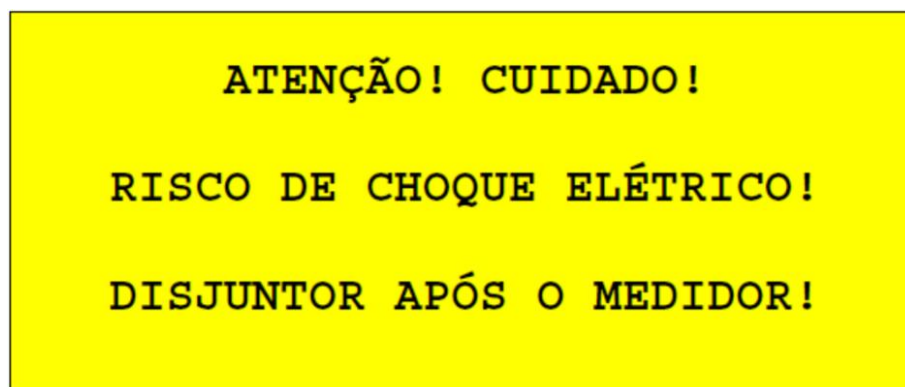 ATENÇÃO! CUIDADO!
RISCO DE CHOQUE ELÉTRICO!
DISJUNTOR APÓS O MEDIDOR!